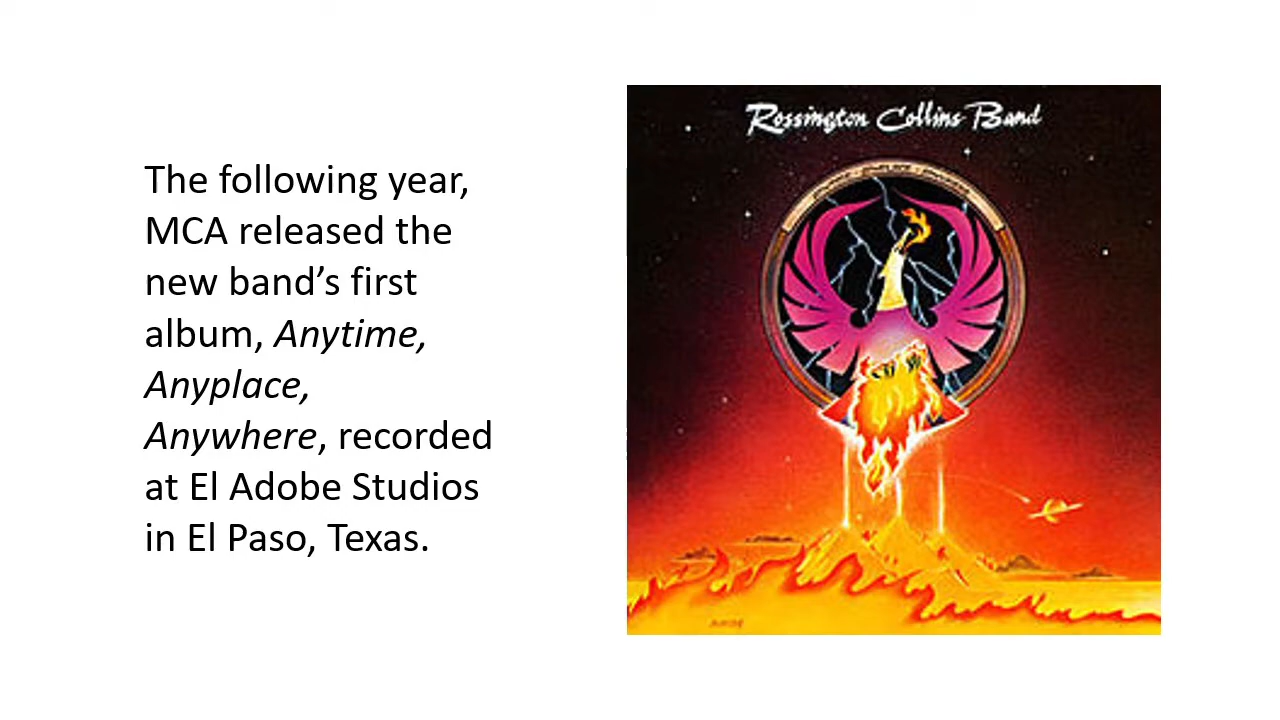 The following year,
MCA released the
new band’s first
album, Anytime,
Anyplace,
Anywhere, recorded
at El Adobe Studios
in El Paso, Texas.
Rossington Collins Band